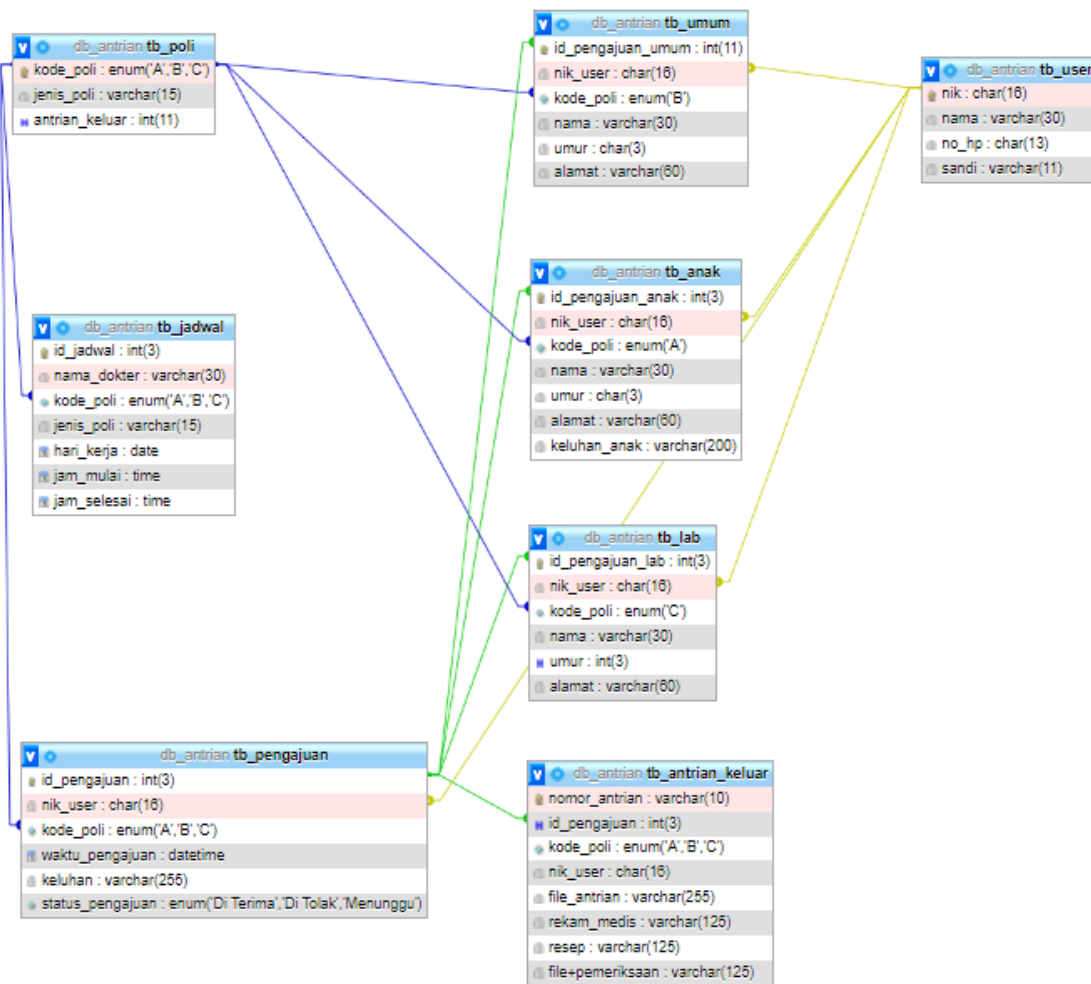 db_antrian tb_poli
kode_poli : enum('A','B','C')
jenis_poli : varchar(15)
antrian_keluar : int(11)
db_antrian tb_umum
id_pengajuan_umum : int(11)
nik_user : char(16)
kode_poli : enum('B')
nama : varchar(30)
umur : char(3)
alamat : varchar(60)
db_antrian tb_user
nik : char(16)
nama : varchar(30)
no_hp : char(13)
sandi : varchar(11)
db_antrian tb_anak
id_pengajuan_anak : int(3)
nik_user : char(16)
kode_poli : enum('A')
nama : varchar(30)
umur : char(3)
alamat : varchar(60)
keluhan_anak : varchar(200)
db_antrian tb_jadwal
id_jadwal : int(3)
nama_dokter : varchar(30)
kode_poli : enum('A','B','C')
jenis_poli : varchar(15)
hari_kerja : date
jam_mulai : time
jam_selesai : time
db_antrian tb_lab
id_pengajuan_lab : int(3)
nik_user : char(16)
kode_poli : enum('C')
nama : varchar(30)
umur : int(3)
alamat : varchar(60)
db_antrian tb_pengajuan
id_pengajuan : int(3)
nik_user : char(16)
kode_poli : enum('A','B','C')
waktu_pengajuan : datetime
keluhan : varchar(255)
status_pengajuan : enum('Di Terima','Di Tolak','Menunggu')
db_antrian tb_antrian_keluar
nomor_antrian : varchar(10)
id_pengajuan : int(3)
kode_poli : enum('A','B','C')
nik_user : char(16)
file_antrian : varchar(255)
rekam_medis : varchar(125)
resep : varchar(125)
file+pemeriksaan : varchar(125)